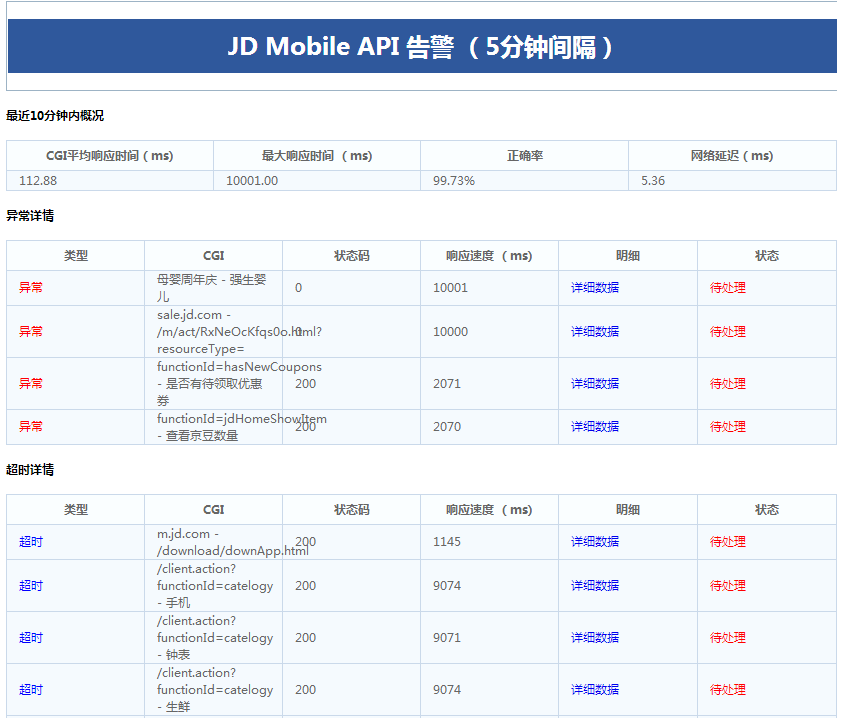 JD Mobile API 告警 （ 5分钟间隔 ）
最近10分钟内概况
CGI平均响应时间 ( ms) 最大响应时间 （ ms) 正确率 网络延迟 ( ms)
112.88 10001.00 99.73% 5.36
异常详情
类型 CGI 状态码 响应速度 （ ms) 明细 状态
异常 母婴周年庆 - 强生婴 0 10001 详细数据 待处理
儿
sale.jd.com -
异常 /m/act/RxNeOcKfqs0o.html? 0 10000 详细数据 待处理
resourceType=
functionId=hasNewCoupons
异常 - 是否有待领取优惠 200 2071 详细数据 待处理
券
functionId=jdHomeShowItem
异常 - 查看京豆数量 200 2070 详细数据 待处理
超时详情
类型 CGI 状态码 响应速度 （ ms) 明细 状态
m.jd.com -
超时 /download/downApp.html 200 1145 详细数据 待处理
/client.action?
超时 functionId=catelogy 200 9074 详细数据 待处理
- 手机
/client.action?
超时 functionId=catelogy 200 9071 详细数据 待处理
- 钟表
/client.action?
超时 functionId=catelogy 200 9074 详细数据 待处理
- 生鲜